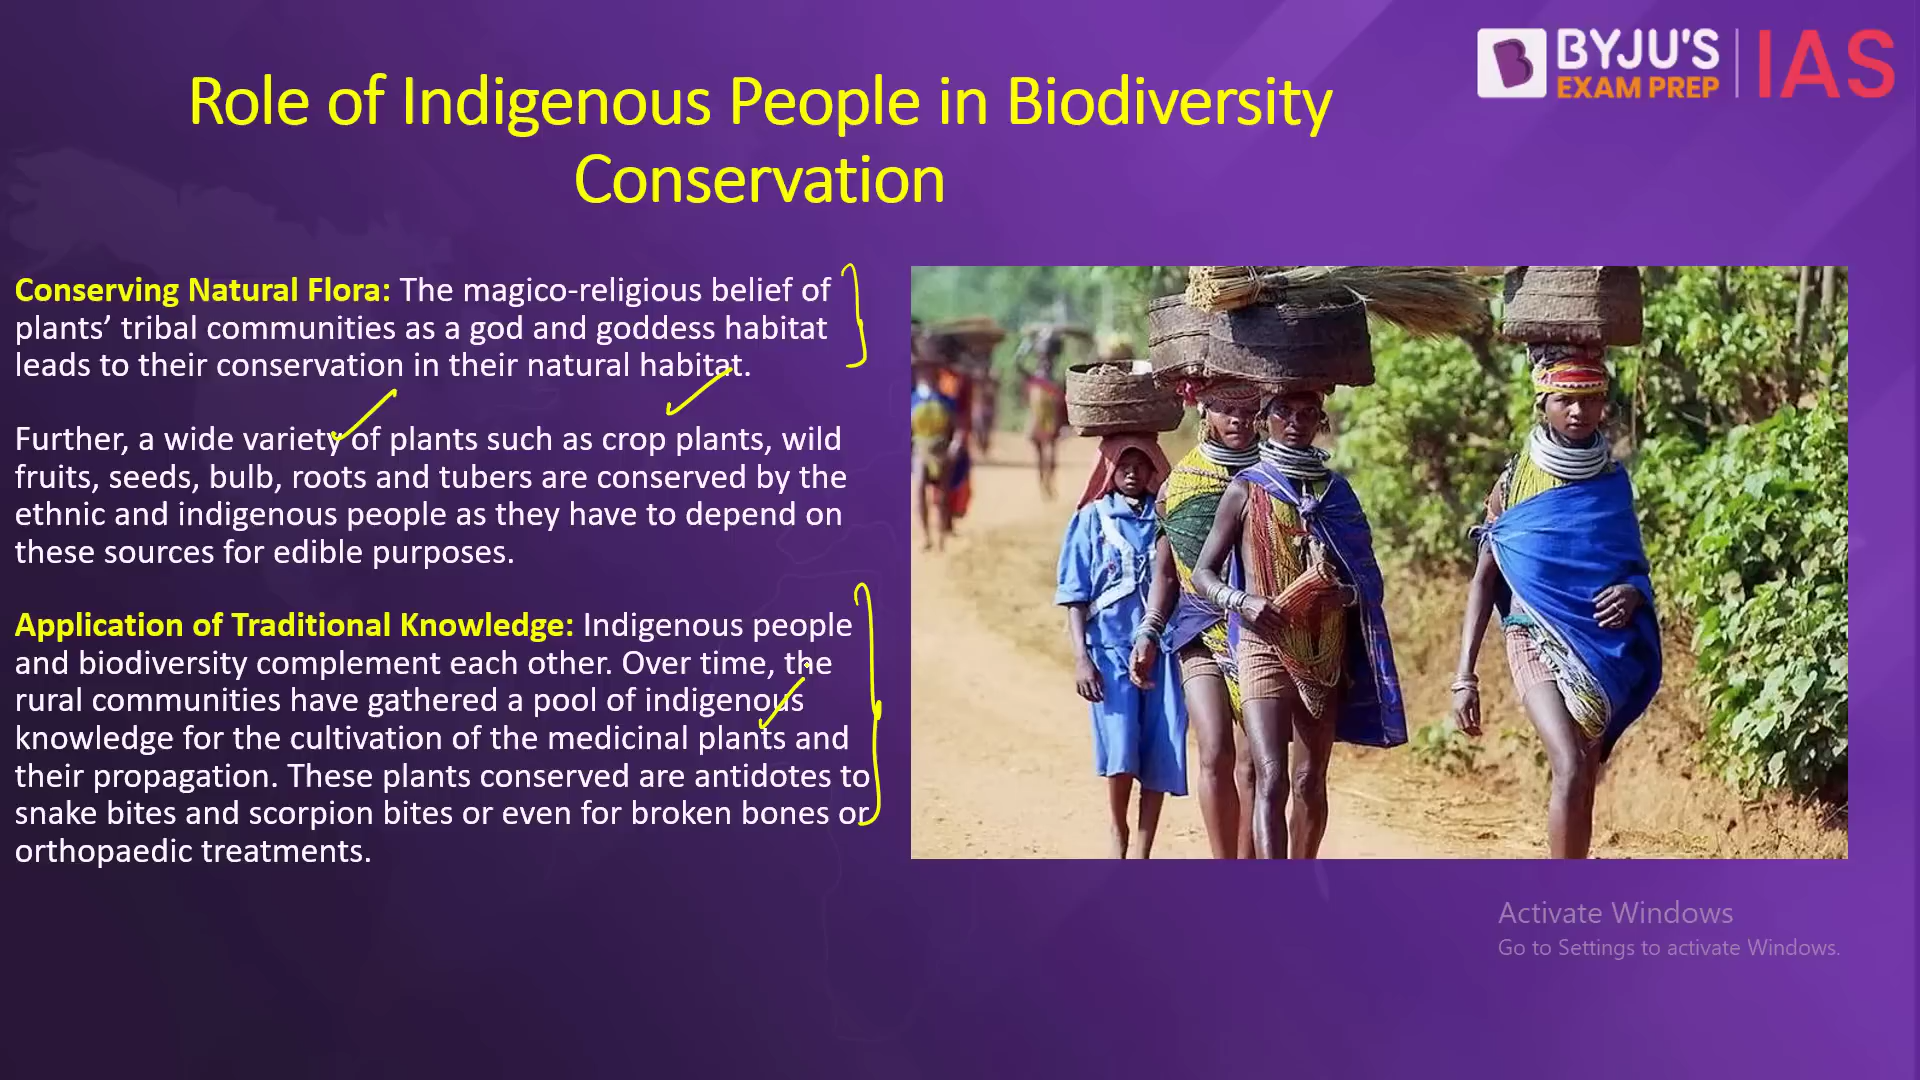 BYJU'S
EXAM PREP
IAS
Role of Indigenous People in Biodiversity
Conservation
Conserving Natural Flora: The magico-religious belief of
plants’ tribal communities as a god and goddess habitat
leads to their conservation in their natural habitat.
Further, a wide variety of plants such as crop plants, wild
fruits, seeds, bulb, roots and tubers are conserved by the
ethnic and indigenous people as they have to depend on
these sources for edible purposes.
Application of Traditional Knowledge: Indigenous people
and biodiversity complement each other. Over time, the
rural communities have gathered a pool of indigenous
knowledge for the cultivation of the medicinal plants and
their propagation. These plants conserved are antidotes to
snake bites and scorpion bites or even for broken bones or
orthopaedic treatments.
Activate Windows
Go to Settings to activate Windows.